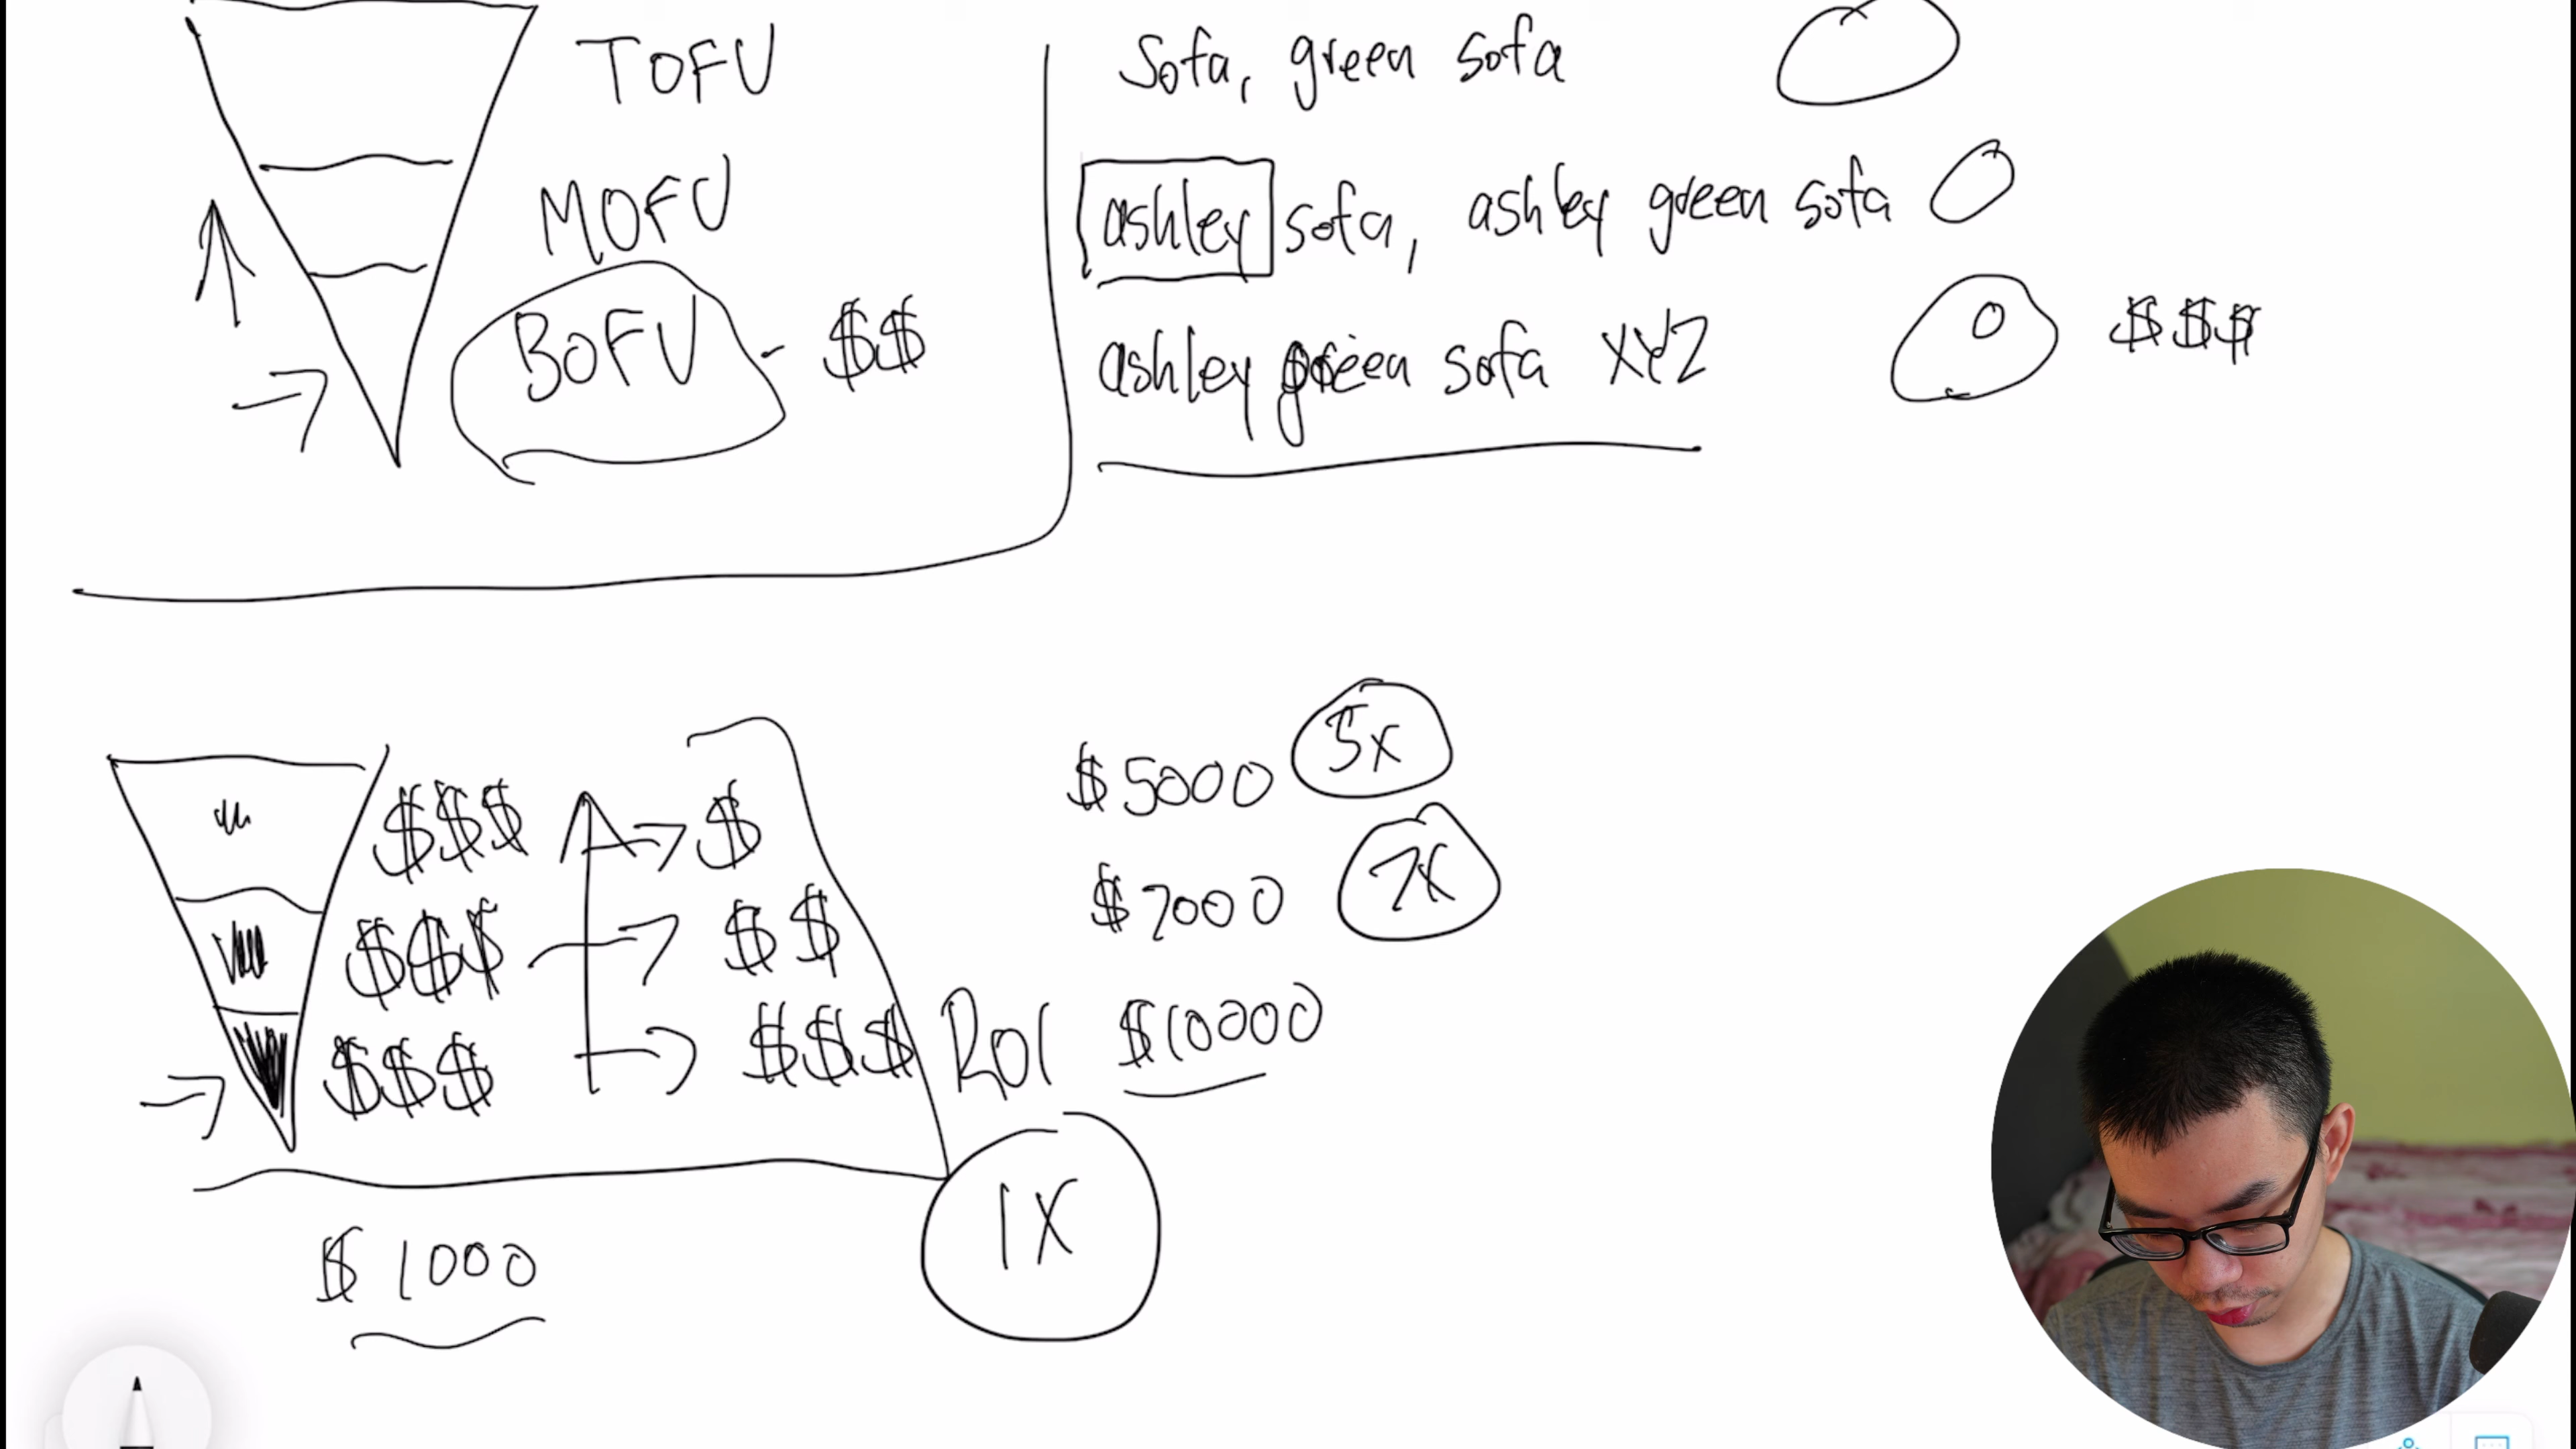 TOFU
MOFU
BOFU - $$
Sofa, green sofa
ashley sofa, ashley green sofa
ashley green sofa XYZ $$$
$$$ → $
$$$ → $$
$$$ → $$$ ROI
$1000
1X
$5000 5x
$7000 7x
$10000